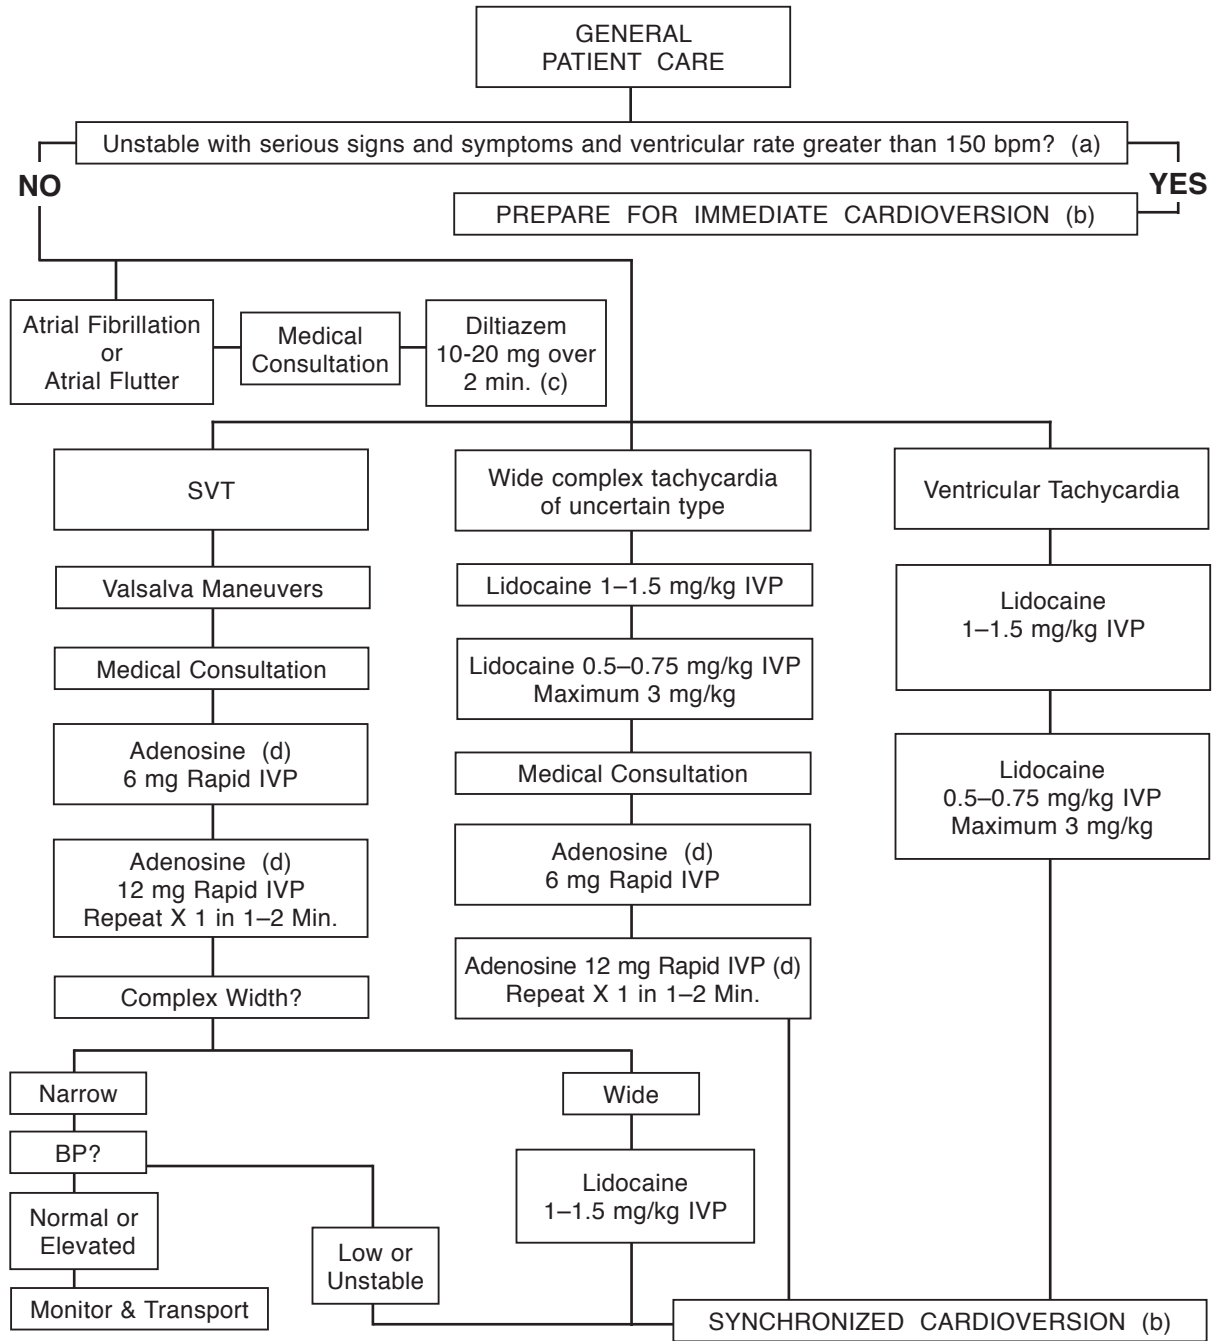 GENERAL
PATIENT CARE
Unstable with serious signs and symptoms and ventricular rate greater than 150 bpm? (a)
NO
YES
PREPARE FOR IMMEDIATE CARDIOVERSION (b)
Atrial Fibrillation
or
Atrial Flutter
Medical
Consultation
Diltiazem
10-20 mg over
2 min. (c)
SVT
Valsalva Maneuvers
Medical Consultation
Adenosine (d)
6 mg Rapid IVP
Adenosine (d)
12 mg Rapid IVP
Repeat X 1 in 1–2 Min.
Complex Width?
Wide complex tachycardia
of uncertain type
Lidocaine 1–1.5 mg/kg IVP
Lidocaine 0.5–0.75 mg/kg IVP
Maximum 3 mg/kg
Medical Consultation
Adenosine (d)
6 mg Rapid IVP
Adenosine 12 mg Rapid IVP (d)
Repeat X 1 in 1–2 Min.
Ventricular Tachycardia
Lidocaine
1–1.5 mg/kg IVP
Lidocaine
0.5–0.75 mg/kg IVP
Maximum 3 mg/kg
Narrow
BP?
Normal or
Elevated
Monitor & Transport
Low or
Unstable
Wide
Lidocaine
1–1.5 mg/kg IVP
SYNCHRONIZED CARDIOVERSION (b)